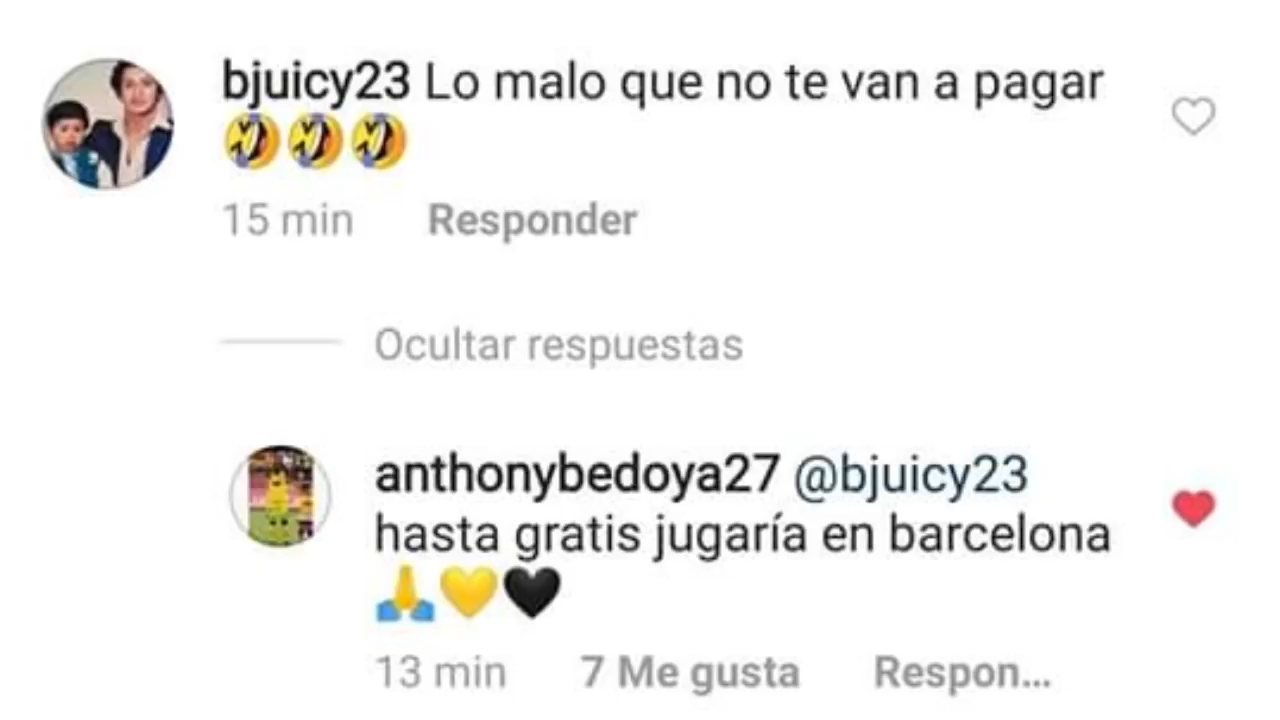 bjuicy23 Lo malo que no te van a pagar
🤣🤣🤣
15 min Responder
Ocultar respuestas
anthonybedoya27 @bjuicy23
hasta gratis jugaría en barcelona
🙏💛🖤
13 min 7 Me gusta Respon...